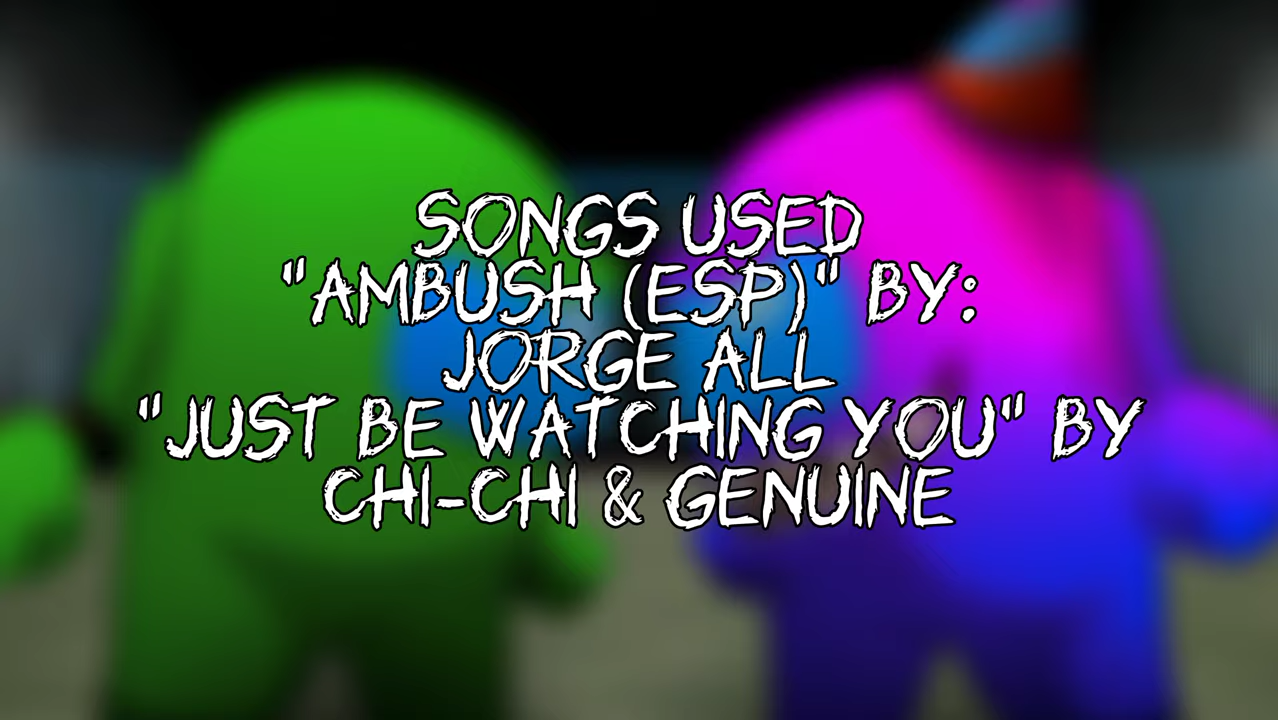 SONGS USED
"AMBUSH (ESP)" BY:
JORGE ALL
"JUST BE WATCHING YOU" BY
CHI-CHI & GENUINE